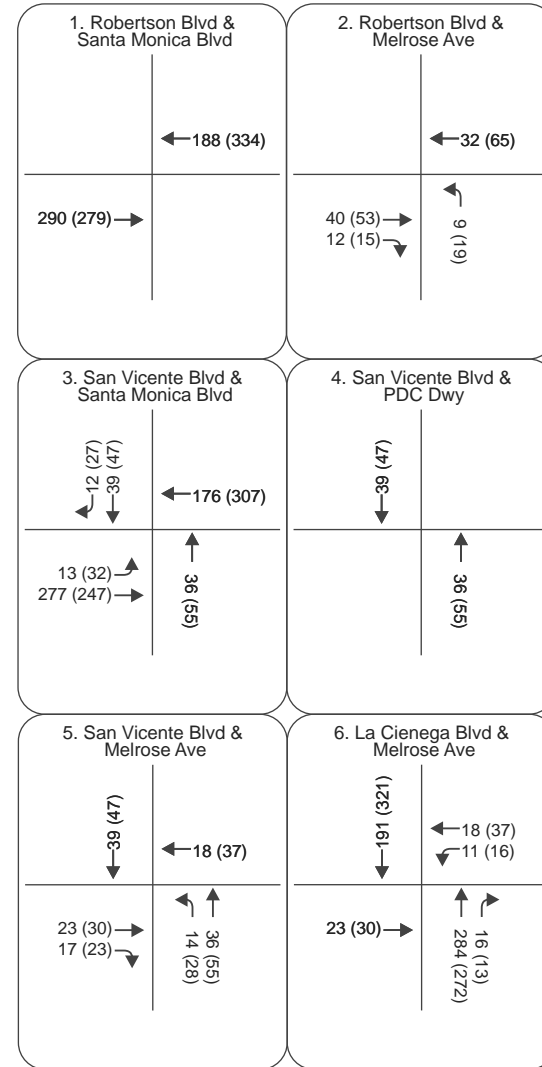 1. Robertson Blvd &
Santa Monica Blvd
188 (334)
290 (279)
2. Robertson Blvd &
Melrose Ave
32 (65)
40 (53)
12 (15)
9 (19)
3. San Vicente Blvd &
Santa Monica Blvd
12 (27)
39 (47)
176 (307)
13 (32)
277 (247)
36 (55)
4. San Vicente Blvd &
PDC Dwy
39 (47)
36 (55)
5. San Vicente Blvd &
Melrose Ave
39 (47)
18 (37)
23 (30)
17 (23)
14 (28)
36 (55)
6. La Cienega Blvd &
Melrose Ave
191 (321)
18 (37)
11 (16)
23 (30)
284 (272)
16 (13)